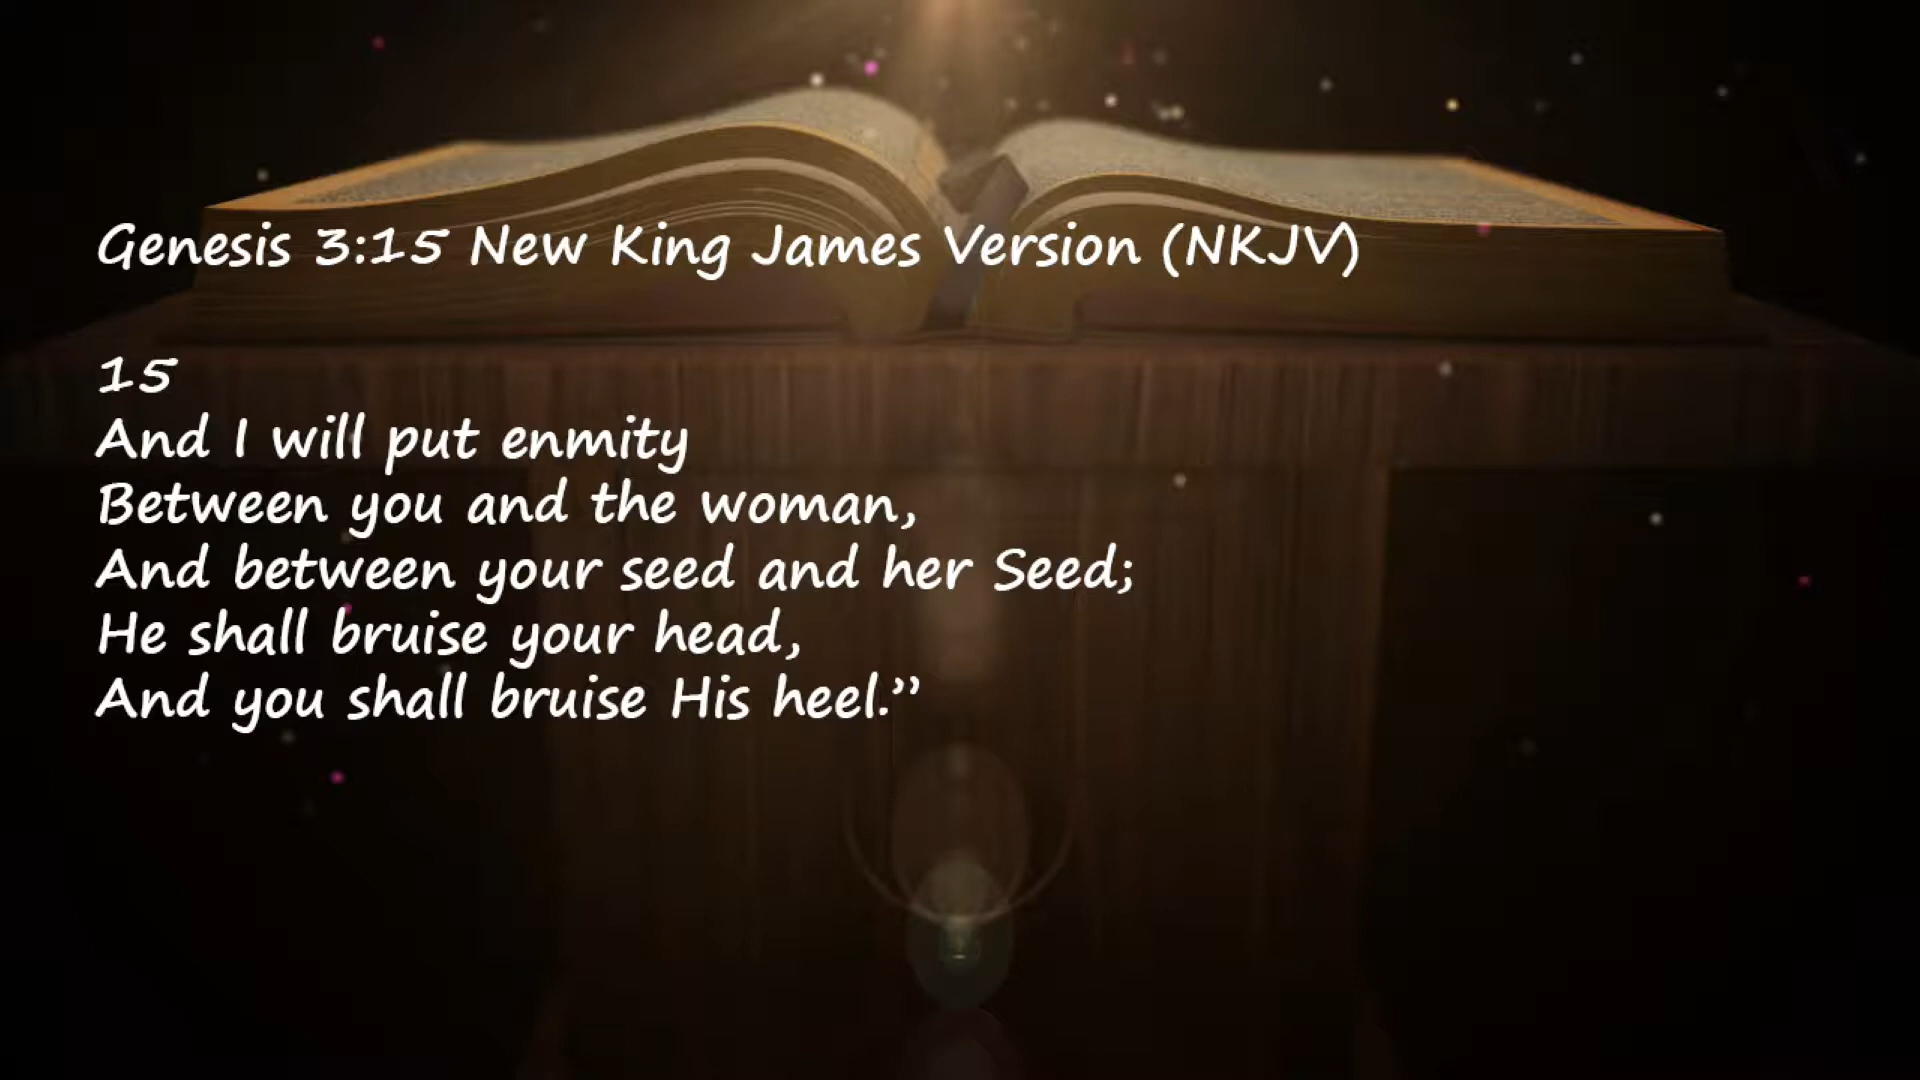 Genesis 3:15 New King James Version (NKJV)
15
And I will put enmity
Between you and the woman,
And between your seed and her Seed;
He shall bruise your head,
And you shall bruise His heel.”